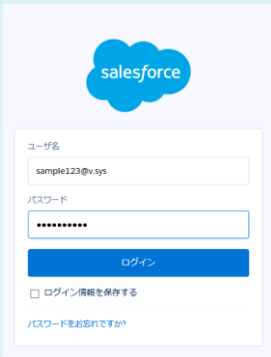 salesforce
ユーザ名
sample123@v.sys
パスワード
••••••••••
ログイン
ログイン情報を保存する
パスワードをお忘れですか?